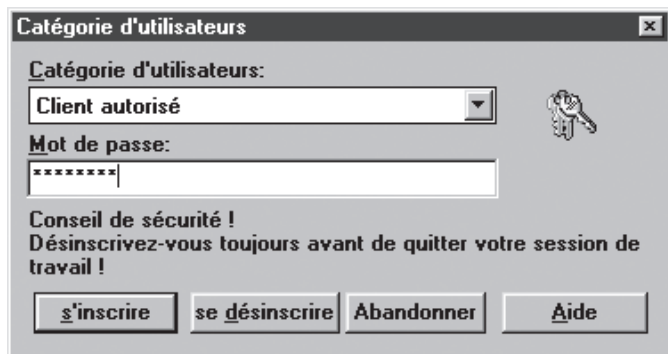 Catégorie d'utilisateurs
Catégorie d'utilisateurs:
Client autorisé
Mot de passe:
********
Conseil de sécurité !
Désinscrivez-vous toujours avant de quitter votre session de
travail !
s'inscrire
se désinscrire
Abandonner
Aide